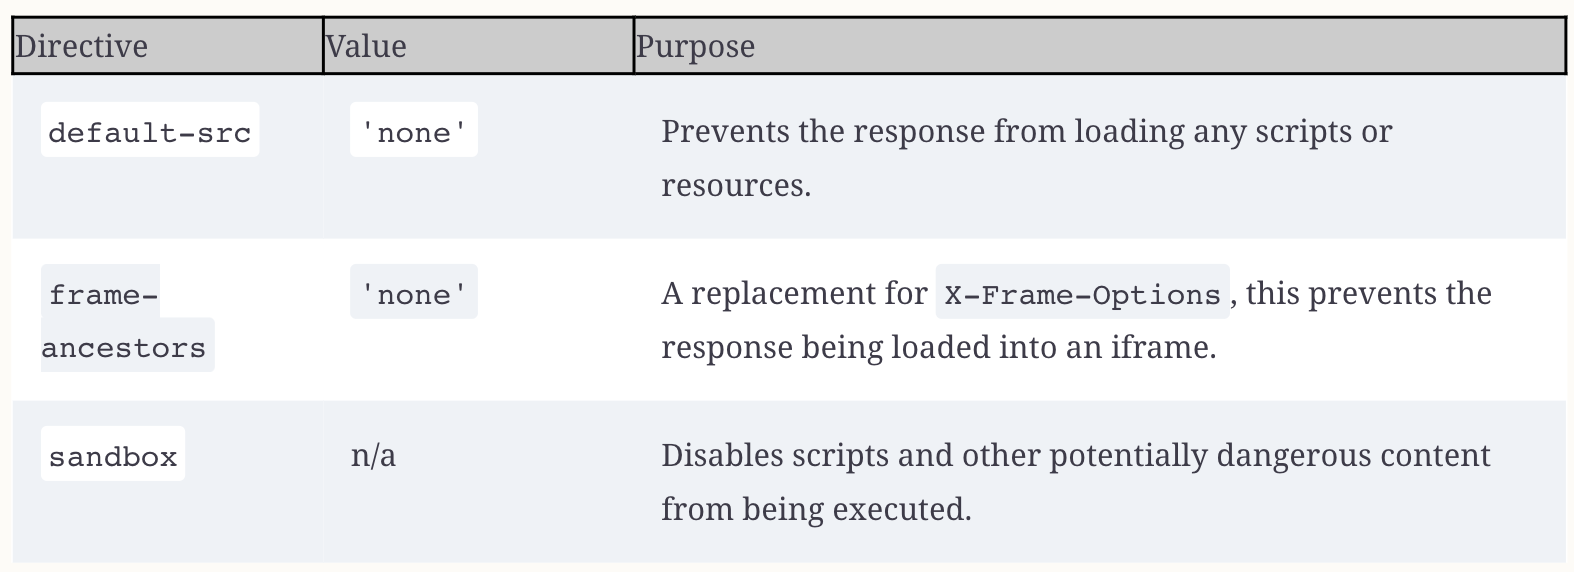 Directive Value Purpose
default-src 'none' Prevents the response from loading any scripts or
resources.
frame- 'none' A replacement for X-Frame-Options, this prevents the
ancestors response being loaded into an iframe.
sandbox n/a Disables scripts and other potentially dangerous content
from being executed.